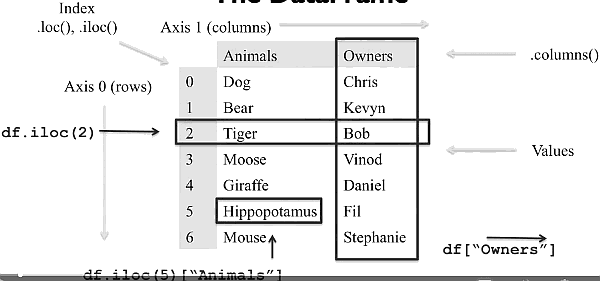 The DataFrame
Index
.loc(), .iloc()
Axis 1 (columns)
Animals Owners
.columns()
Axis 0 (rows)
0 Dog Chris
1 Bear Kevyn
df.iloc(2)
2 Tiger Bob
3 Moose Vinod
Values
4 Giraffe Daniel
5 Hippopotamus Fil
6 Mouse Stephanie
df["Owners"]
df.iloc(5)["Animals"]